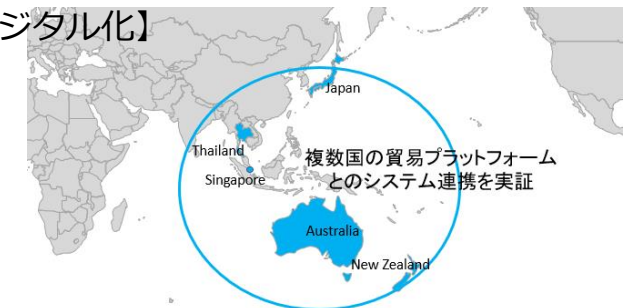 ジタル化】
Japan
Thailand
複数国の貿易プラットフォーム
Singapore
とのシステム連携を実証
Australia
New Zealand